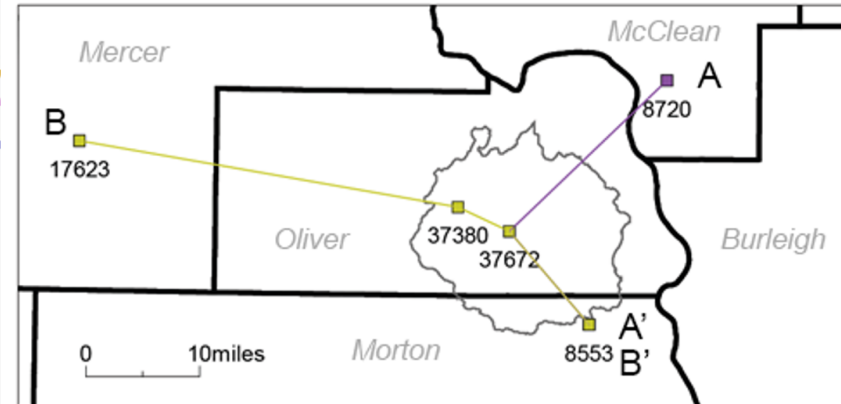 Mercer
McClean
A
8720
B
17623
37380
Oliver
37672
Burleigh
A’
8553
B’
Morton
0 10miles